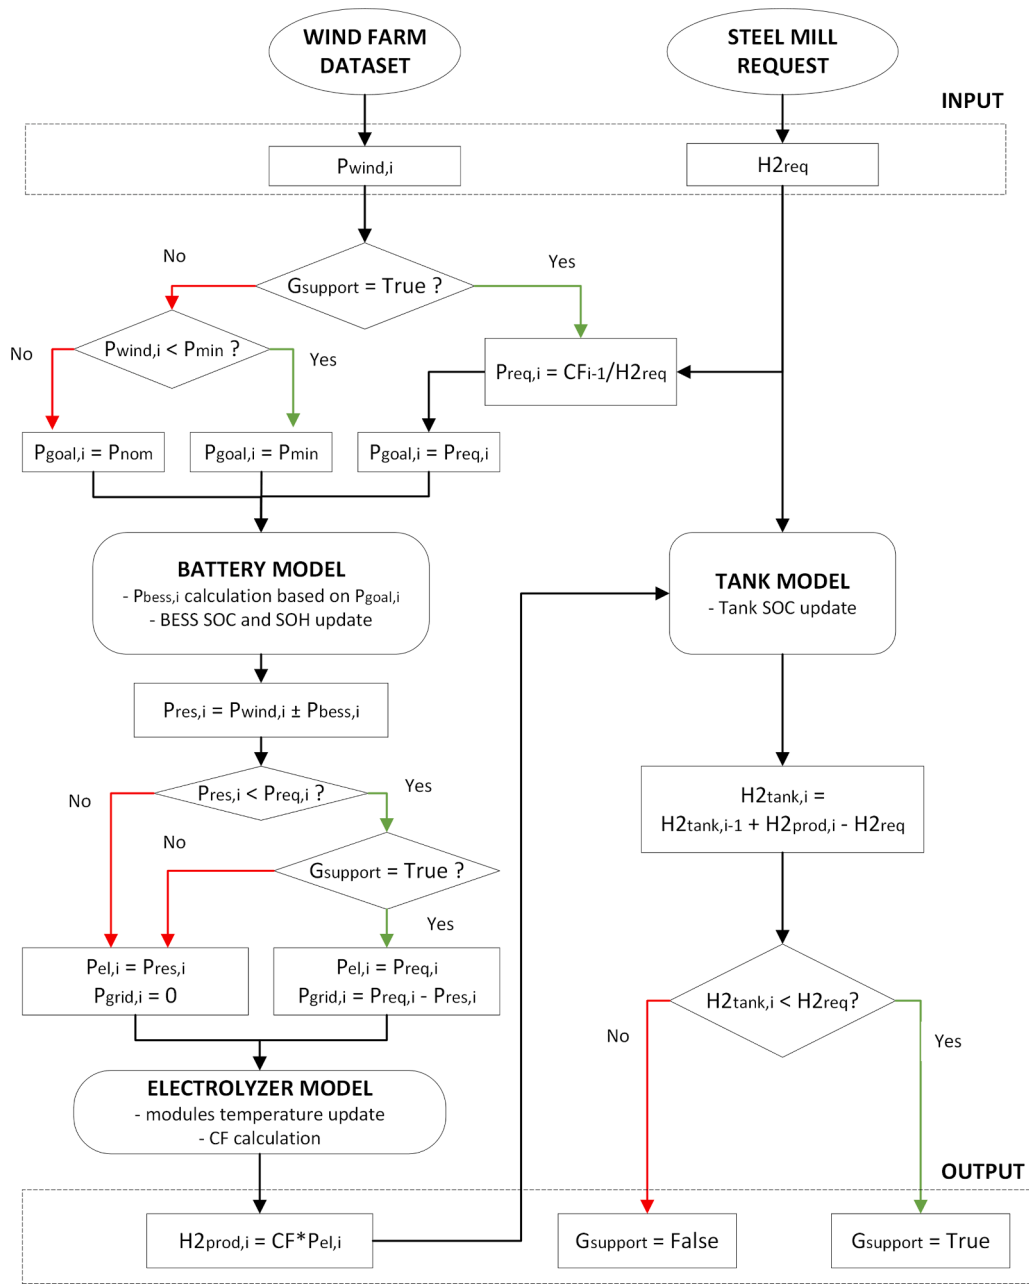 WIND FARM
DATASET
STEEL MILL
REQUEST
INPUT
Pwind,i
H2req
No
Gsupport = True ?
Yes
No
Pwind,i < Pmin ?
Yes
Preq,i = CFi-1/H2req
Pgoal,i = Pnom
Pgoal,i = Pmin
Pgoal,i = Preq,i
BATTERY MODEL
- Pbess,i calculation based on Pgoal,i
- BESS SOC and SOH update
TANK MODEL
- Tank SOC update
Pres,i = Pwind,i ± Pbess,i
No
Pres,i < Preq,i ?
Yes
H2tank,i =
H2tank,i-1 + H2prod,i - H2req
No
Gsupport = True ?
Yes
Pel,i = Pres,i
Pgrid,i = 0
Pel,i = Preq,i
Pgrid,i = Preq,i - Pres,i
No
H2tank,i < H2req?
Yes
ELECTROLYZER MODEL
- modules temperature update
- CF calculation
OUTPUT
H2prod,i = CF*Pel,i
Gsupport = False
Gsupport = True